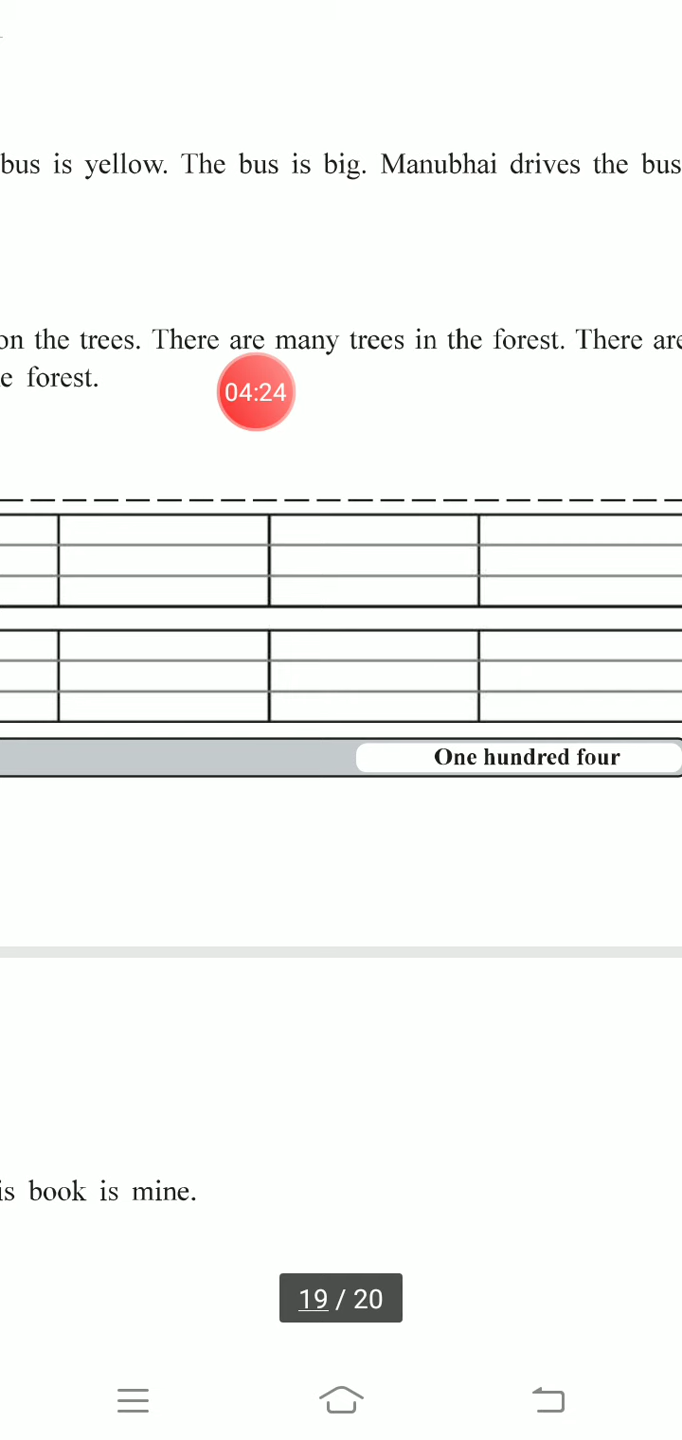 bus is yellow. The bus is big. Manubhai drives the bus
on the trees. There are many trees in the forest. There are
e forest.
04:24
One hundred four
is book is mine.
19 / 20